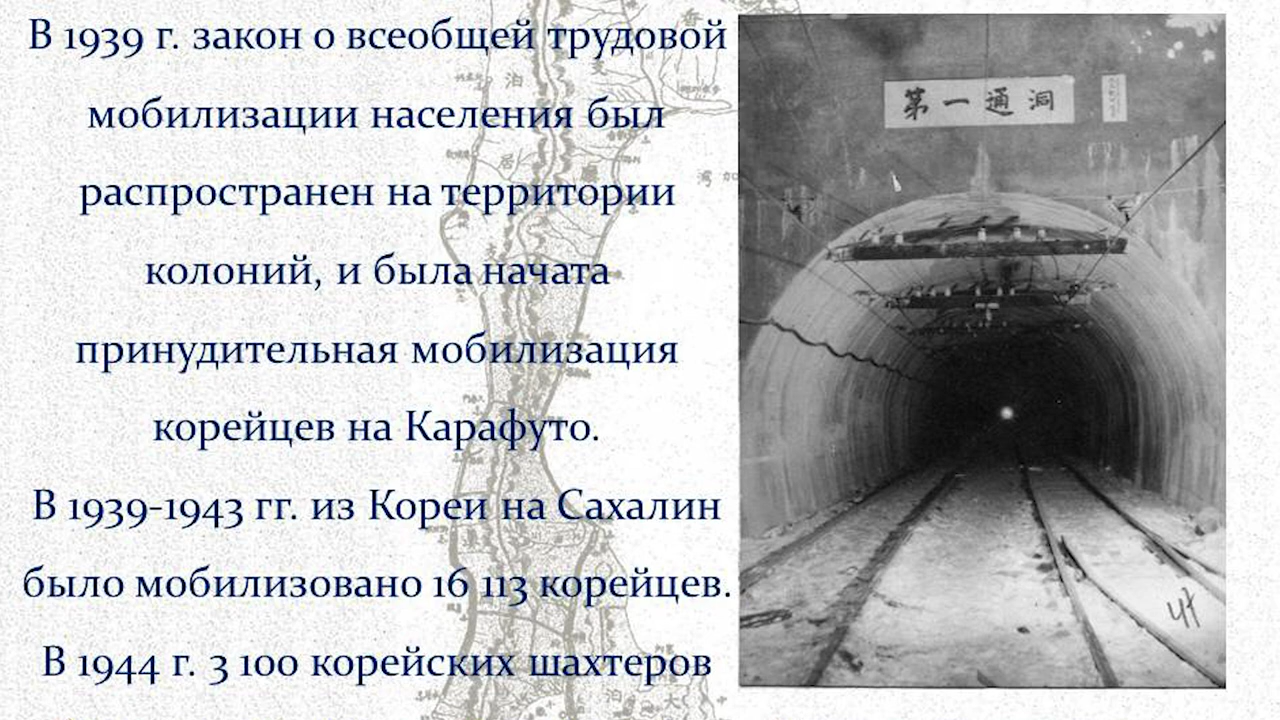 В 1939 г. закон о всеобщей трудовой
мобилизации населения был
распространен на территории
колоний, и была начата
принудительная мобилизация
корейцев на Карафуто.
В 1939-1943 гг. из Кореи на Сахалин
было мобилизовано 16 113 корейцев.
В 1944 г. 3 100 корейских шахтеров
第一通洞